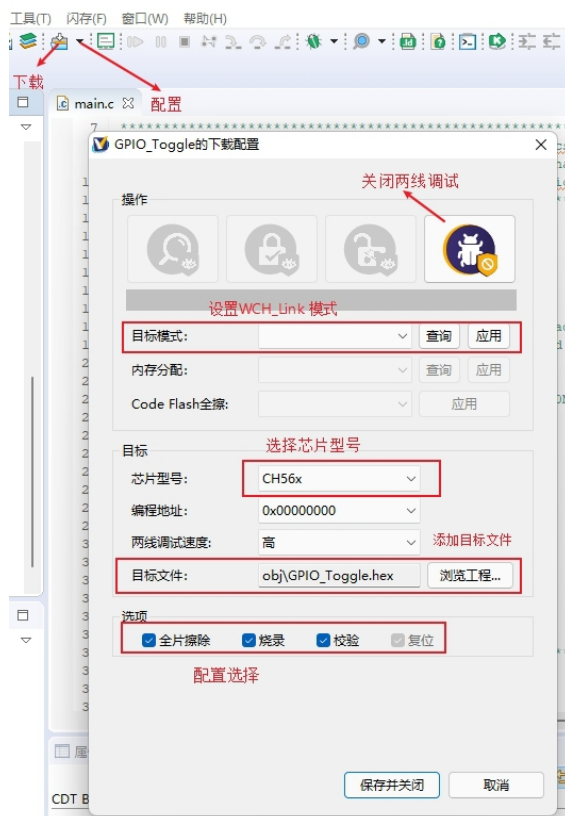 工具(T) 闪存(F) 窗口(W) 帮助(H)
下载
main.c
配置
GPIO_Toggle的下载配置
关闭两线调试
操作
设置WCH_Link 模式
目标模式: 查询 应用
内存分配: 查询 应用
Code Flash全擦: 应用
目标
选择芯片型号
芯片型号: CH56x
编程地址: 0x00000000
两线调试速度: 高
添加目标文件
目标文件: obj\GPIO_Toggle.hex 浏览工程...
选项
全片擦除 烧录 校验 复位
配置选择
保存并关闭 取消
CDT B